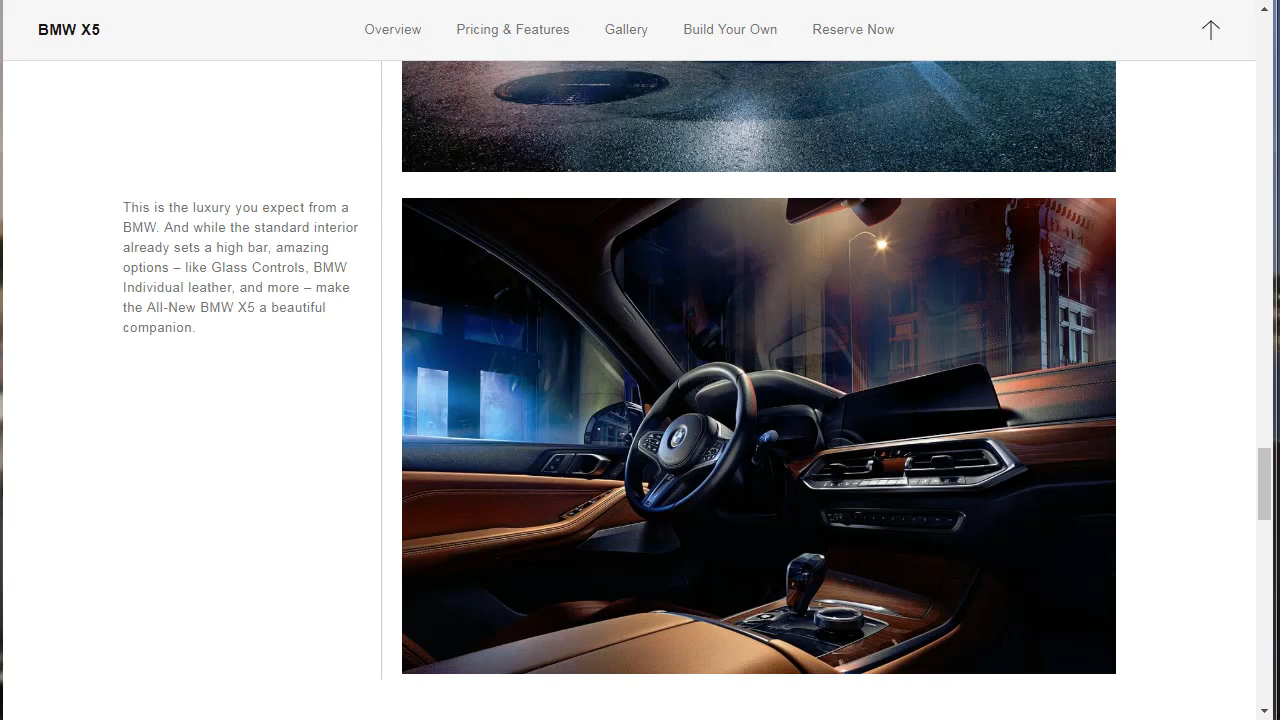 BMW X5
Overview
Pricing & Features
Gallery
Build Your Own
Reserve Now
This is the luxury you expect from a
BMW. And while the standard interior
already sets a high bar, amazing
options – like Glass Controls, BMW
Individual leather, and more – make
the All-New BMW X5 a beautiful
companion.